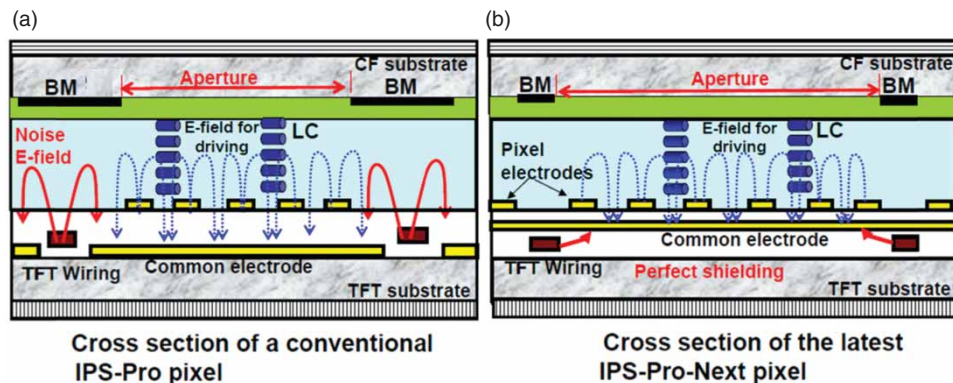 (a)
CF substrate
BM
Aperture
BM
Noise
E-field
E-field for
driving
LC
TFT Wiring
Common electrode
TFT substrate
Cross section of a conventional
IPS-Pro pixel
(b)
CF substrate
BM
Aperture
BM
E-field for
driving
LC
Pixel
electrodes
Common electrode
TFT Wiring
Perfect shielding
TFT substrate
Cross section of the latest
IPS-Pro-Next pixel